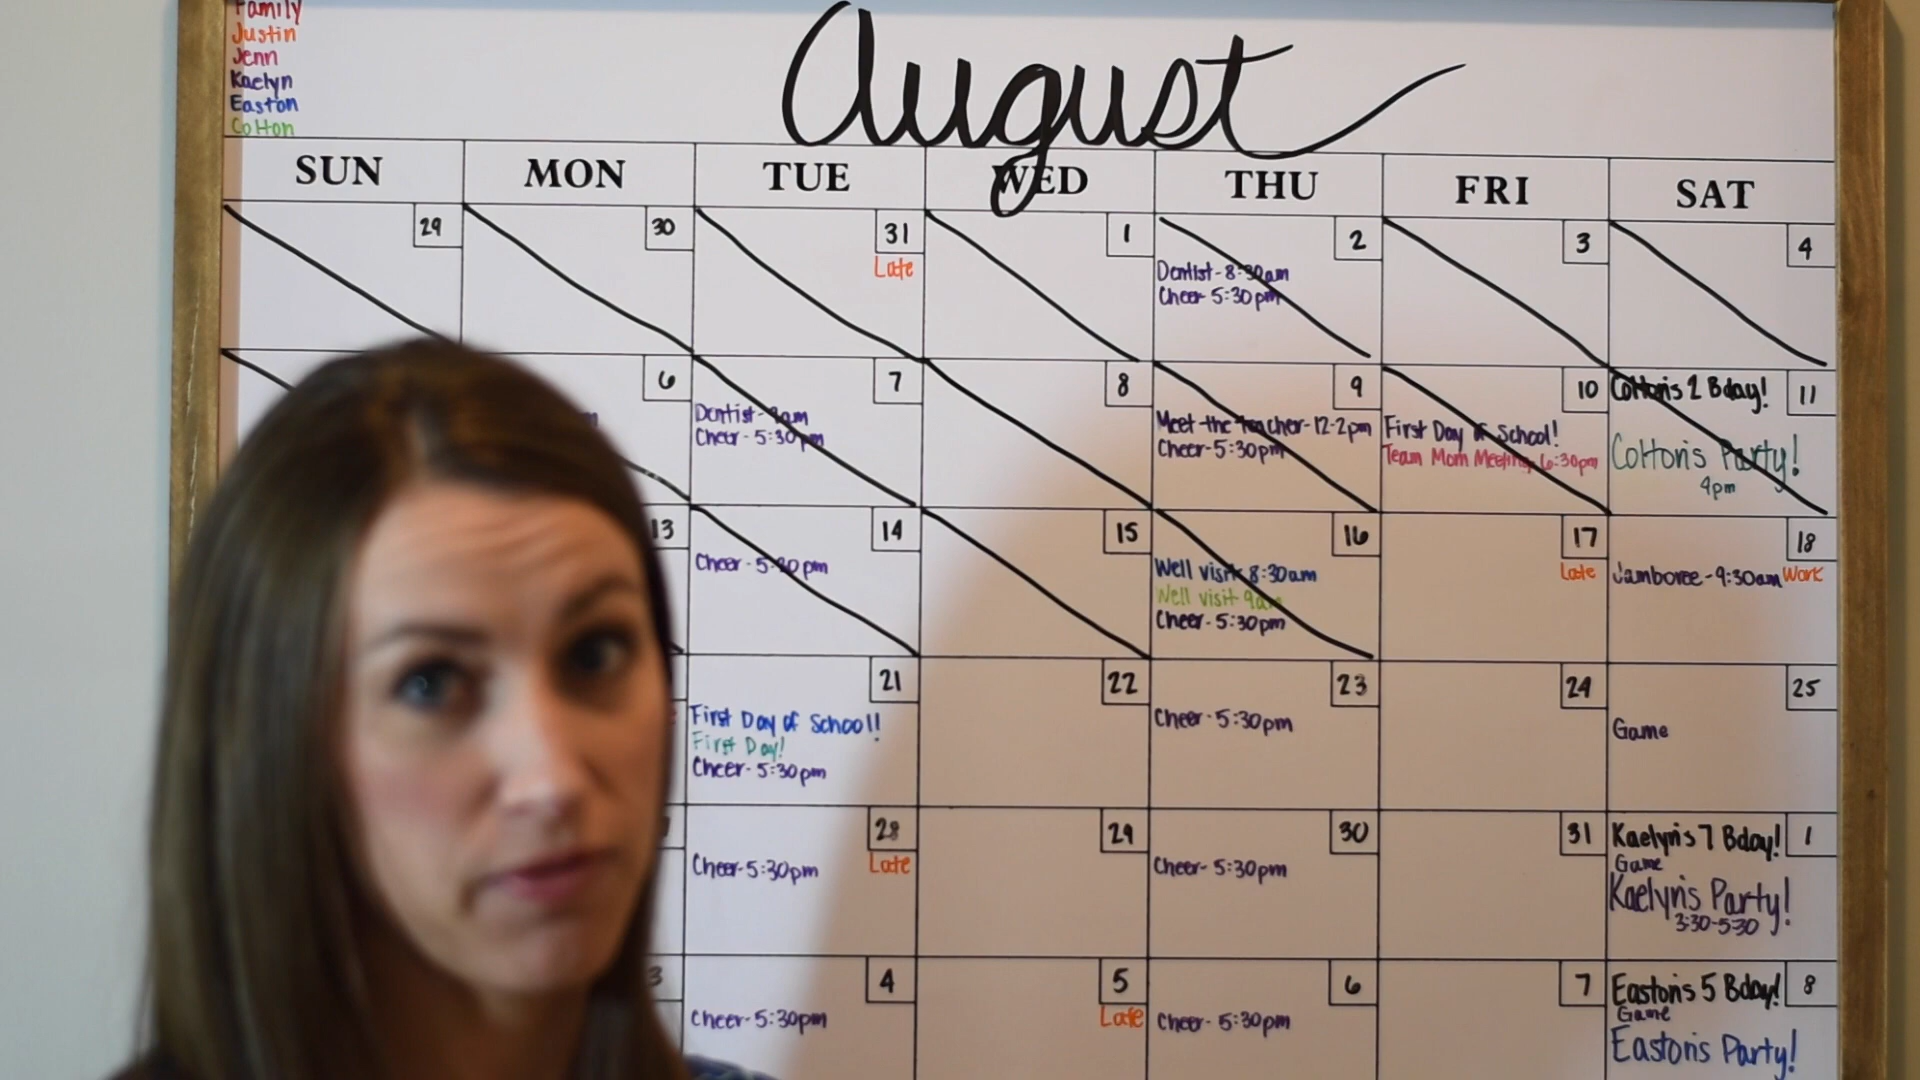 Family
Justin
Jenn
Kaelyn
Easton
Colton
August
SUN MON TUE WED THU FRI SAT
29 30 31 1 2 3 4
Late
Dentist - 8:30am
Cheer - 5:30pm
6 7 8 9 10 11
Dentist - 9am
Cheer - 5:30pm
Meet the teacher - 12-2pm
Cheer - 5:30pm
First Day of School!
Team Mom Meeting 6:30pm
Colton's 2 Bday!
Colton's Party!
4pm
13 14 15 16 17 18
Cheer - 5:30pm
Well visit 8:30am
Well visit 9am
Cheer - 5:30pm
Late
Jamboree - 9:30am Work
21 22 23 24 25
First Day of School!
First Day!
Cheer - 5:30pm
Cheer - 5:30pm
Game
28 29 30 31 1
Cheer - 5:30pm
Late
Cheer - 5:30pm
Kaelyn's 7 Bday!
Game
Kaelyn's Party!
3:30-5:30
3 4 5 6 7 8
Cheer - 5:30pm
Late
Cheer - 5:30pm
Easton's 5 Bday!
Game
Easton's Party!